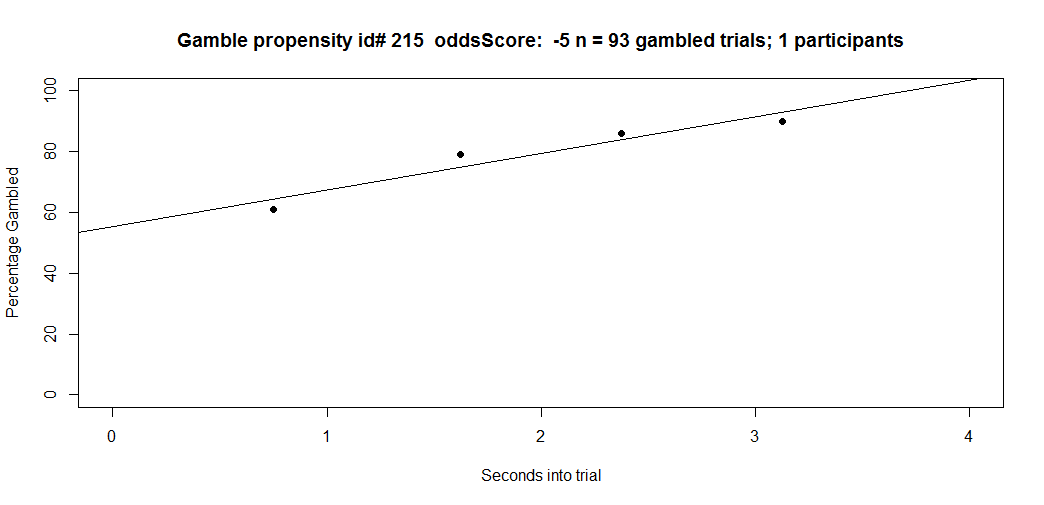 Gamble propensity id# 215  oddsScore:  -5 n = 93 gambled trials; 1 participants
Percentage Gambled
100
80
60
40
20
0
0 1 2 3 4
Seconds into trial